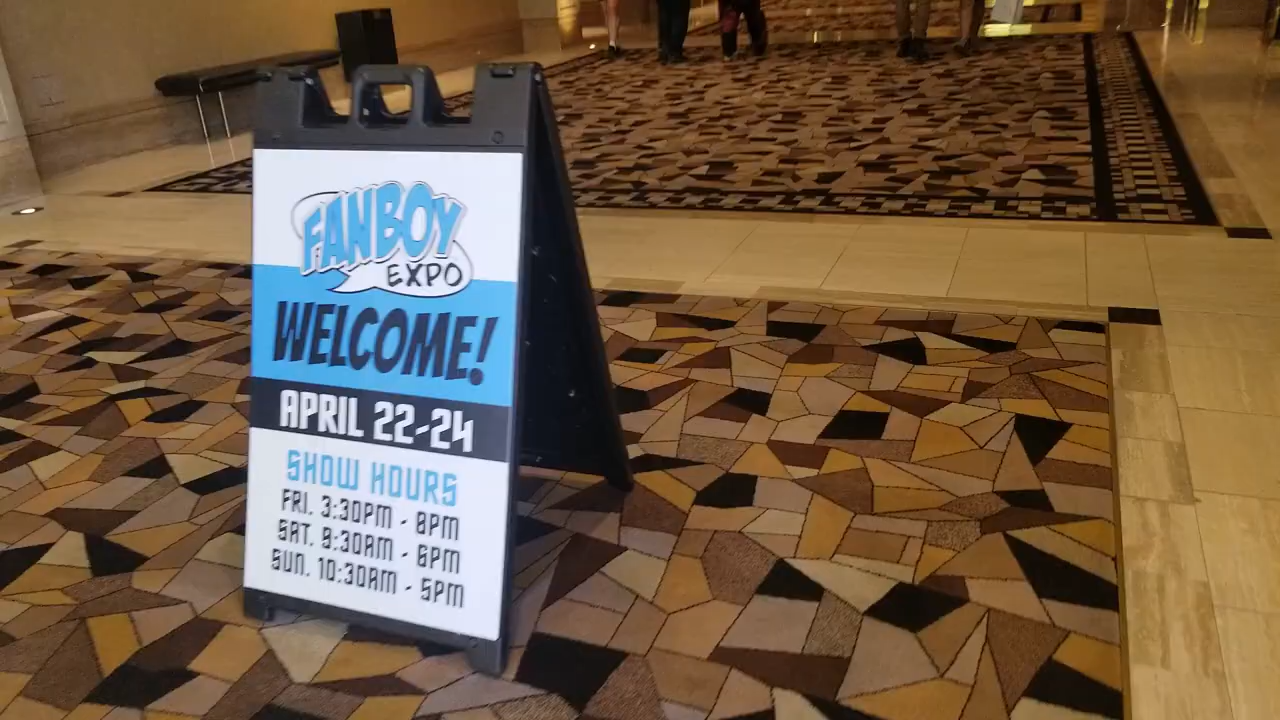 FANBOY
EXPO
WELCOME!
APRIL 22-24
SHOW HOURS
FRI. 3:30PM - 8PM
SAT. 9:30AM - 6PM
SUN. 10:30AM - 5PM